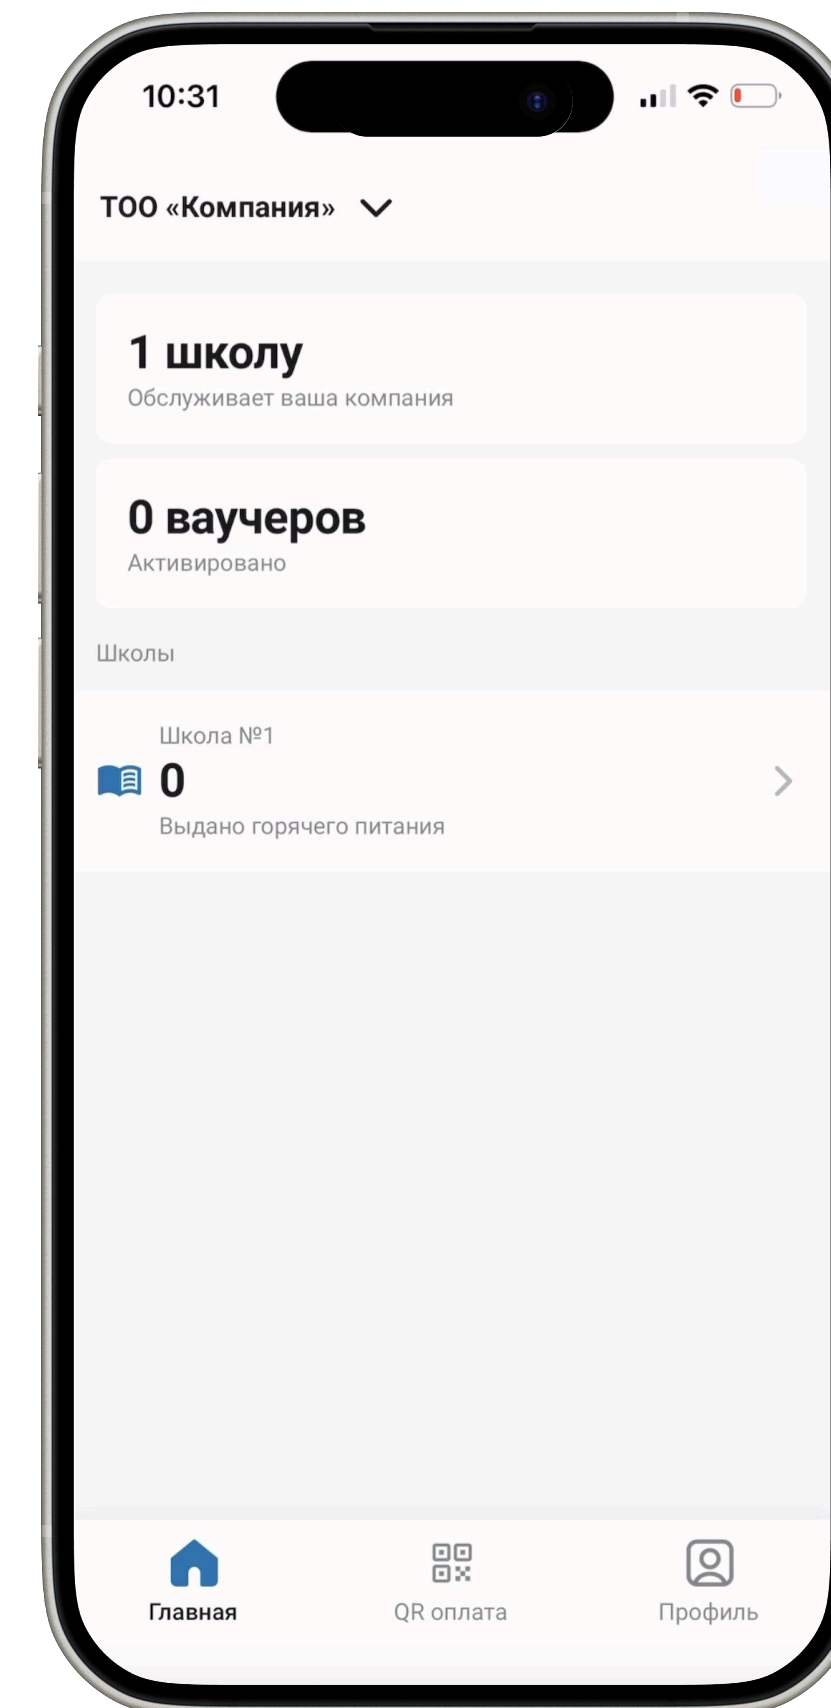 10:31
ТОО «Компания»
1 школу
Обслуживает ваша компания
0 ваучеров
Активировано
Школы
Школа №1
0
Выдано горячего питания
Главная
QR оплата
Профиль